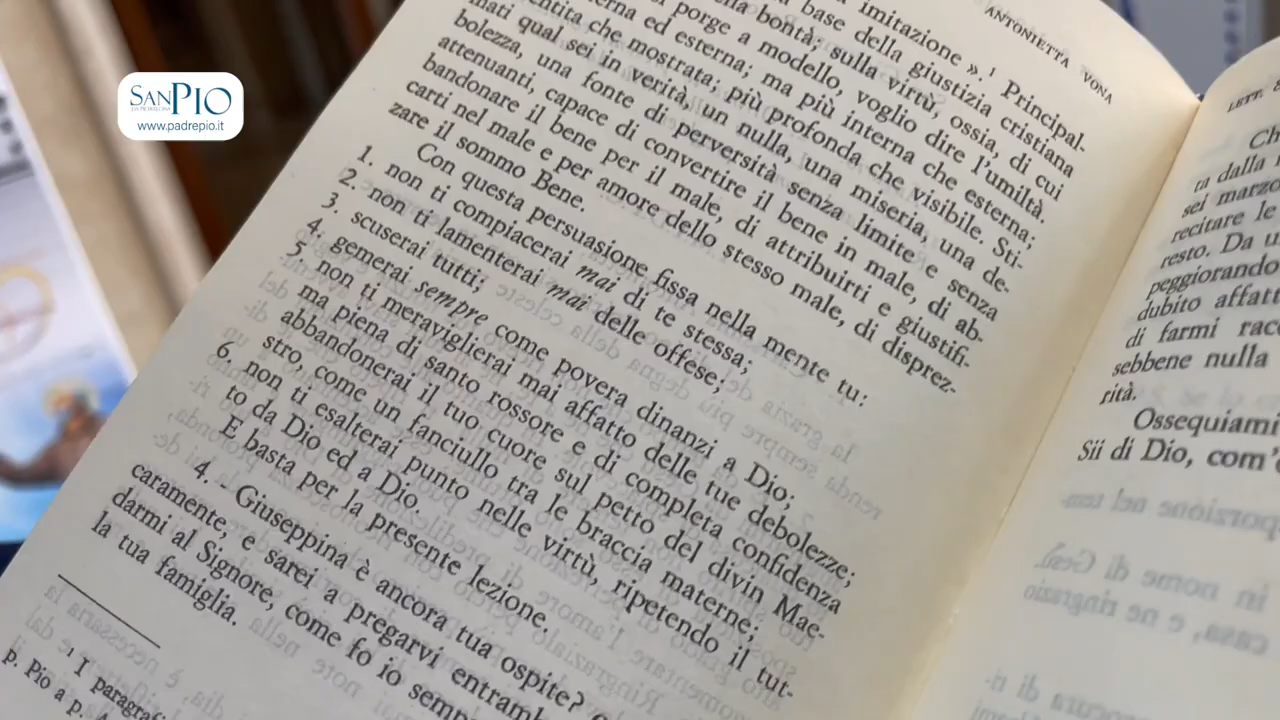 SANPIO
www.padrepio.it
ANTONIETTA VONA
imitazione ».¹ Principal-
base della giustizia cristiana
bontà, sulla virtù, ossia, di cui
porge a modello, voglio dire l'umiltà.
erna ed esterna; ma più interna che esterna;
entita che mostrata; più profonda che visibile. Sti-
mati qual sei in verità, un nulla, una miseria, una de-
bolezza, una fonte di perversità senza limite e senza
attenuanti, capace di convertire il bene in male, di ab-
bandonare il bene per il male, di attribuirti e giustifi-
carti nel male e per amore dello stesso male, di disprez-
zare il sommo Bene.
Con questa persuasione fissa nella mente tu:
1. non ti compiacerai mai di te stessa;
2. non ti lamenterai mai delle offese;
3. scuserai tutti;
4. gemerai sempre come povera dinanzi a Dio;
5. non ti meraviglierai mai affatto delle tue debolezze;
ma piena di santo rossore e di completa confidenza
abbandonerai il tuo cuore sul petto del divin Mae-
stro, come un fanciullo tra le braccia materne;
6. non ti esalterai punto nelle virtù, ripetendo il tut-
to da Dio ed a Dio.
E basta per la presente lezione.
4. - Giuseppina è ancora tua ospite?
caramente, e sarei a pregarvi entramb
darmi al Signore, come fo io semp
la tua famiglia.
¹ I paragraf
p. Pio a p.
LETT.
Ch
ta dalla
sei marzo
recitare le
resto. Da u
peggiorando
dubito affatt
di farmi racc
sebbene nulla
rità.
Ossequiami
Sii di Dio, com'